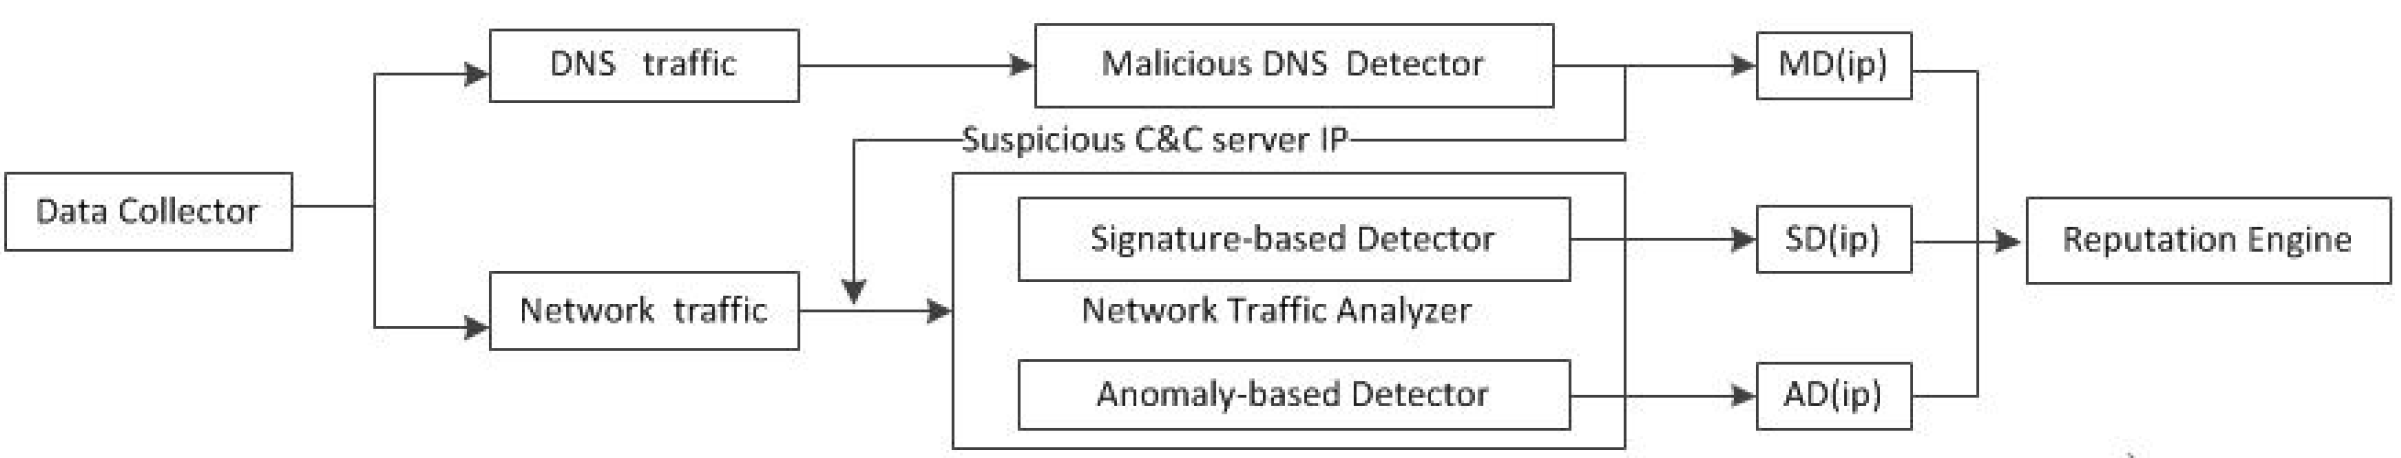 DNS traffic
Malicious DNS Detector
MD(ip)
Suspicious C&C server IP
Data Collector
Signature-based Detector
SD(ip)
Reputation Engine
Network traffic
Network Traffic Analyzer
Anomaly-based Detector
AD(ip)